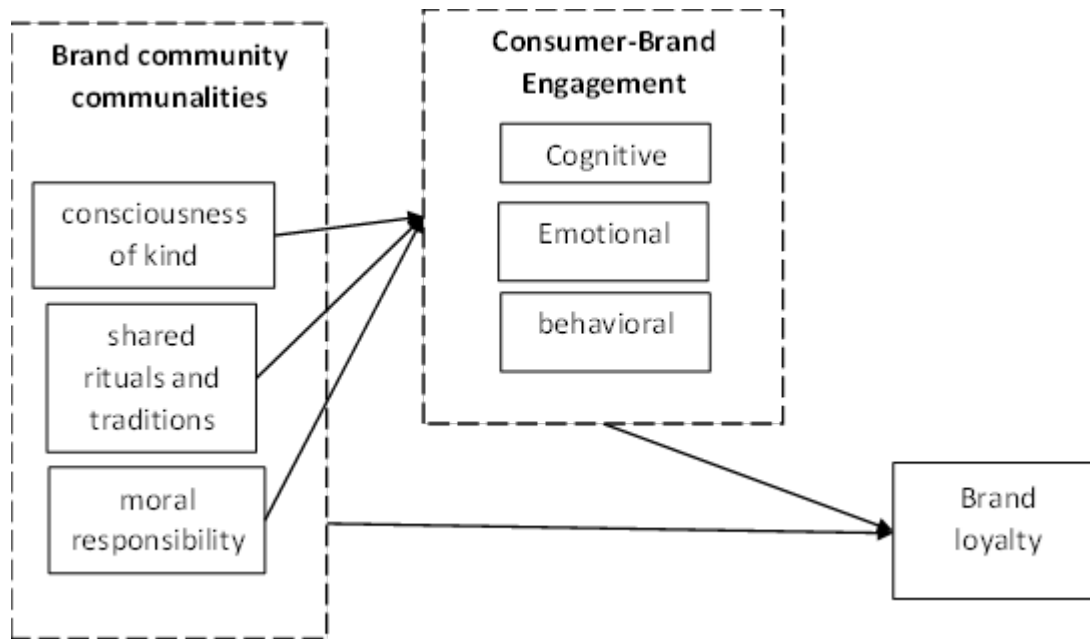 Brand community
communalities
consciousness
of kind
shared
rituals and
traditions
moral
responsibility
Consumer-Brand
Engagement
Cognitive
Emotional
behavioral
Brand
loyalty